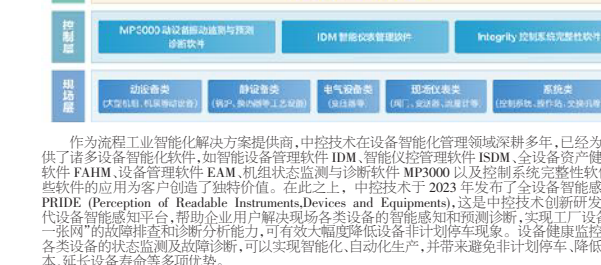 控制层
MP3000 动设备振动监测与预测
诊断软件
IDM 智能仪表管理软件
Integrity 控制系统完整性软件
现场层
动设备类
(大型机组、机泵等动设备)
静设备类
(锅炉、换热器等工艺设备)
电气设备类
(变压器等)
现场仪表类
(阀门、变送器、流量计等)
系统类
(控制系统、操作站、交换机等
作为流程工业智能化解决方案提供商,中控技术在设备智能化管理领域深耕多年,已经为
供了诸多设备智能化软件,如智能设备管理软件 IDM、智能仪控管理软件 ISDM、全设备资产健
软件 FAHM、设备管理软件 EAM、机组状态监测与诊断软件 MP3000 以及控制系统完整性软
些软件的应用为客户创造了独特价值。在此之上, 中控技术于 2023 年发布了全设备智能感
PRIDE (Perception of Readable Instruments,Devices and Equipments),这是中控技术创新研发
代设备智能感知平台,帮助企业用户解决现场各类设备的智能感知和预测诊断,实现工厂设
一张网”的故障排查和诊断分析能力,可有效大幅度降低设备非计划停车现象。设备健康监控
各类设备的状态监测及故障诊断,可以实现智能化、自动化生产,并带来避免非计划停车、降低
本、延长设备寿命等多项优势。